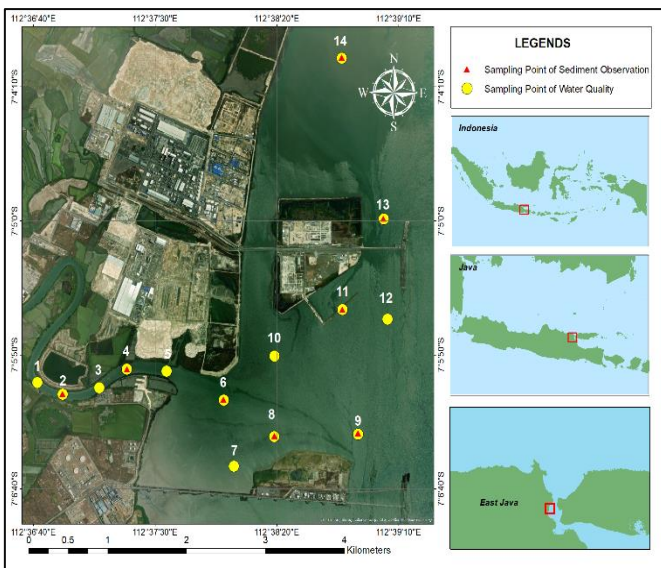 112°36'40"E 112°37'30"E 112°38'20"E 112°39'10"E
7°4'10"S
7°5'0"S
7°5'50"S
7°6'40"S
14
N
W E
S
13
11
12
10
1
2
3
4
5
6
7
8
9
7°4'10"S
7°5'0"S
7°5'50"S
7°6'40"S
112°36'40"E 112°37'30"E 112°38'20"E 112°39'10"E
0 0.5 1 2 3 4
Kilometers
LEGENDS
Sampling Point of Sediment Observation
Sampling Point of Water Quality
Indonesia
Java
East Java